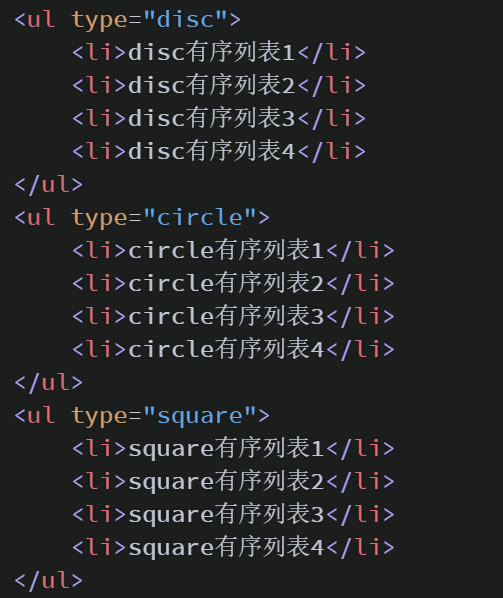 <ul type="disc">
    <li>disc有序列表1</li>
    <li>disc有序列表2</li>
    <li>disc有序列表3</li>
    <li>disc有序列表4</li>
</ul>
<ul type="circle">
    <li>circle有序列表1</li>
    <li>circle有序列表2</li>
    <li>circle有序列表3</li>
    <li>circle有序列表4</li>
</ul>
<ul type="square">
    <li>square有序列表1</li>
    <li>square有序列表2</li>
    <li>square有序列表3</li>
    <li>square有序列表4</li>
</ul>